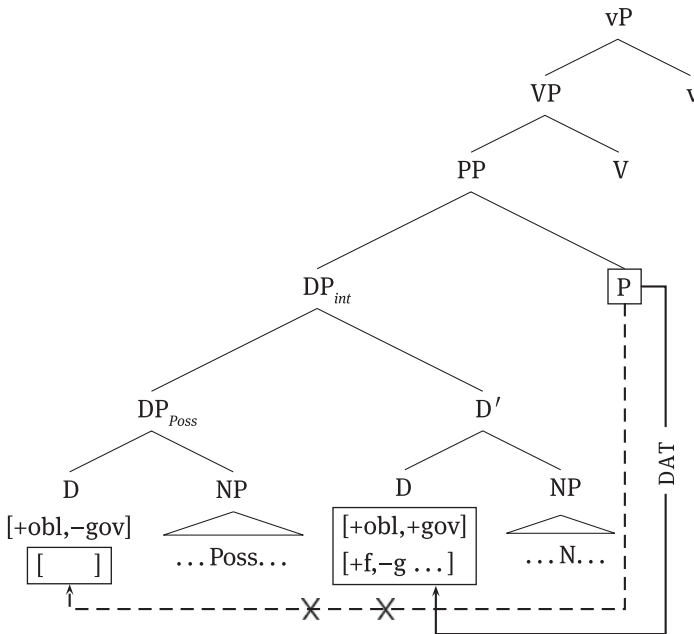 vP
VP v
PP V
DP_int P
DP_Poss D′
D NP D NP
[+obl,−gov] [+obl,+gov]
[ ] …Poss… [+f,−g …] …N…
DAT
X X